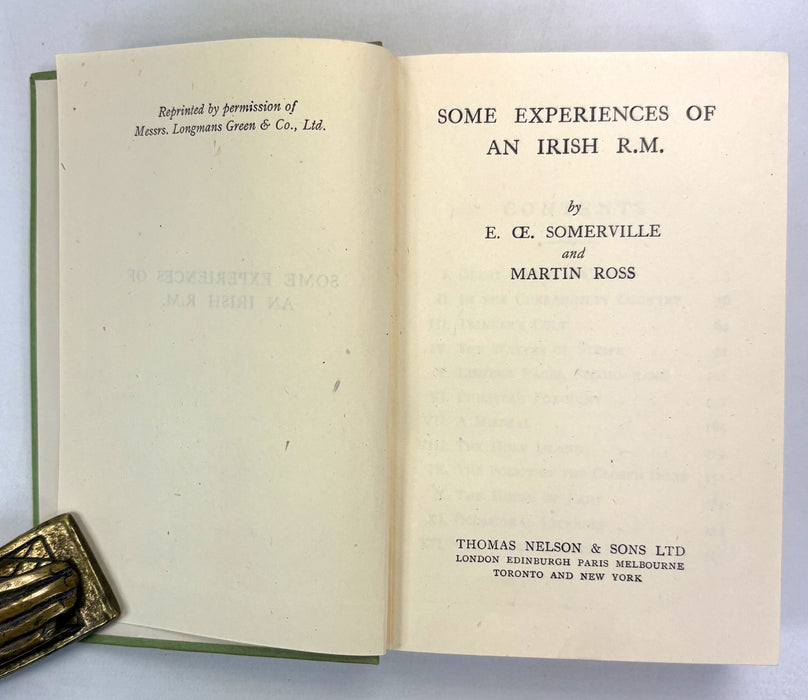 Reprinted by permission of
Messrs. Longmans Green & Co., Ltd.
SOME EXPERIENCES OF
AN IRISH R.M.
by
E. Œ. SOMERVILLE
and
MARTIN ROSS
THOMAS NELSON & SONS LTD
LONDON EDINBURGH PARIS MELBOURNE
TORONTO AND NEW YORK